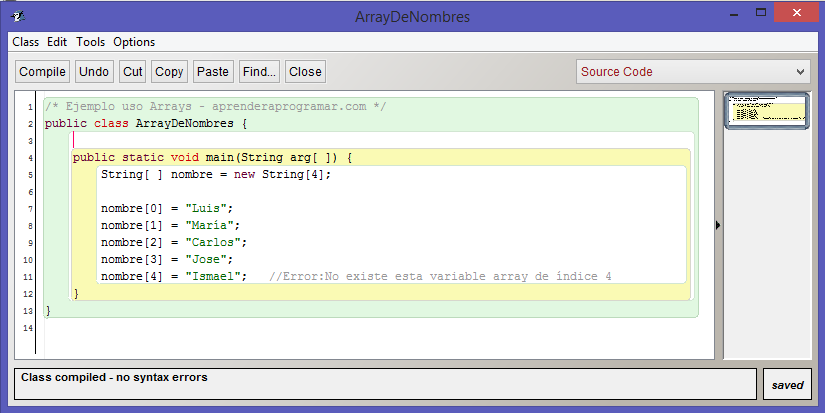 ArrayDeNombres
Class Edit Tools Options
Compile Undo Cut Copy Paste Find... Close Source Code
1 /* Ejemplo uso Arrays - aprenderaprogramar.com */
2 public class ArrayDeNombres {
3
4 public static void main(String arg[ ]) {
5 String[ ] nombre = new String[4];
6
7 nombre[0] = "Luis";
8 nombre[1] = "María";
9 nombre[2] = "Carlos";
10 nombre[3] = "Jose";
11 nombre[4] = "Ismael"; //Error:No existe esta variable array de índice 4
12 }
13 }
14
Class compiled - no syntax errors
saved